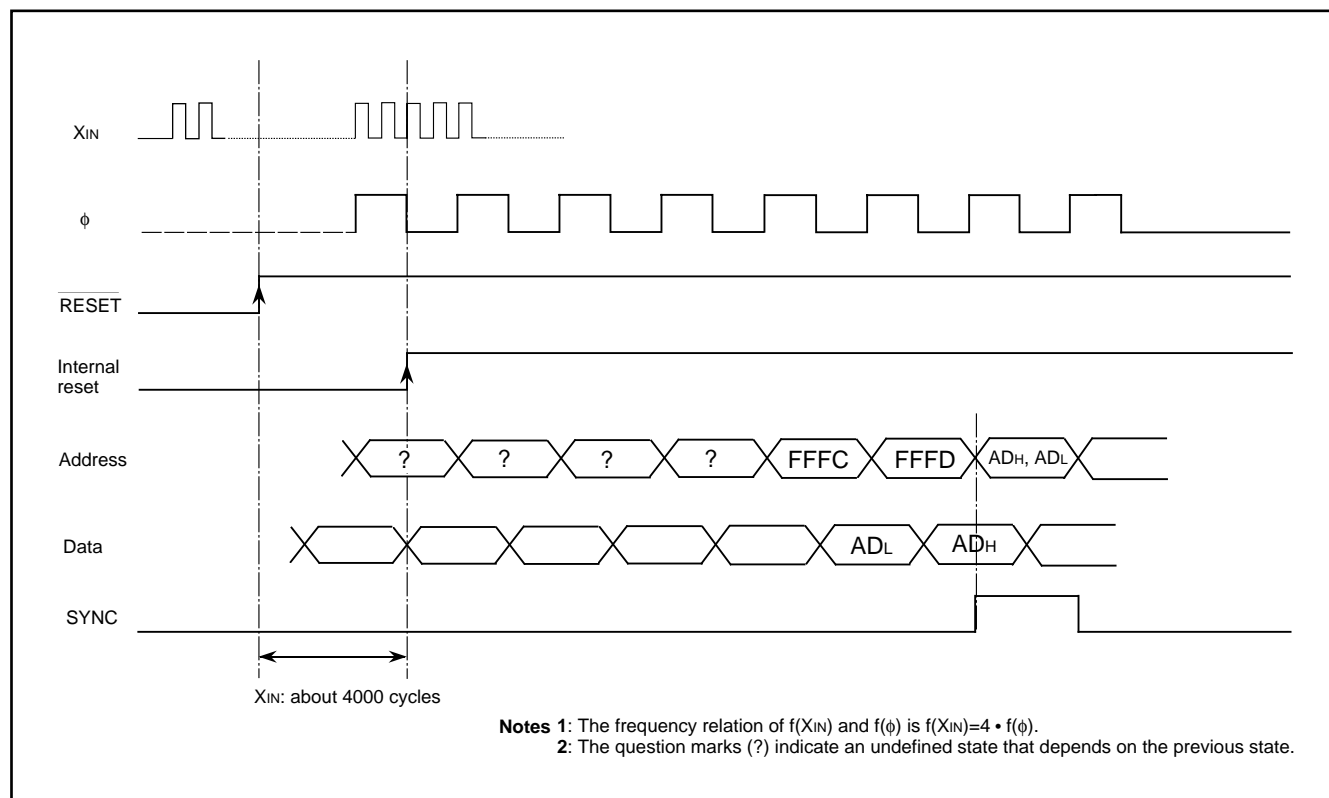 XIN
ϕ
RESET
Internal
reset
Address
? ? ? ? FFFC FFFD ADH, ADL
Data
ADL ADH
SYNC
XIN: about 4000 cycles
Notes 1: The frequency relation of f(XIN) and f(ϕ) is f(XIN)=4 • f(ϕ).
2: The question marks (?) indicate an undefined state that depends on the previous state.